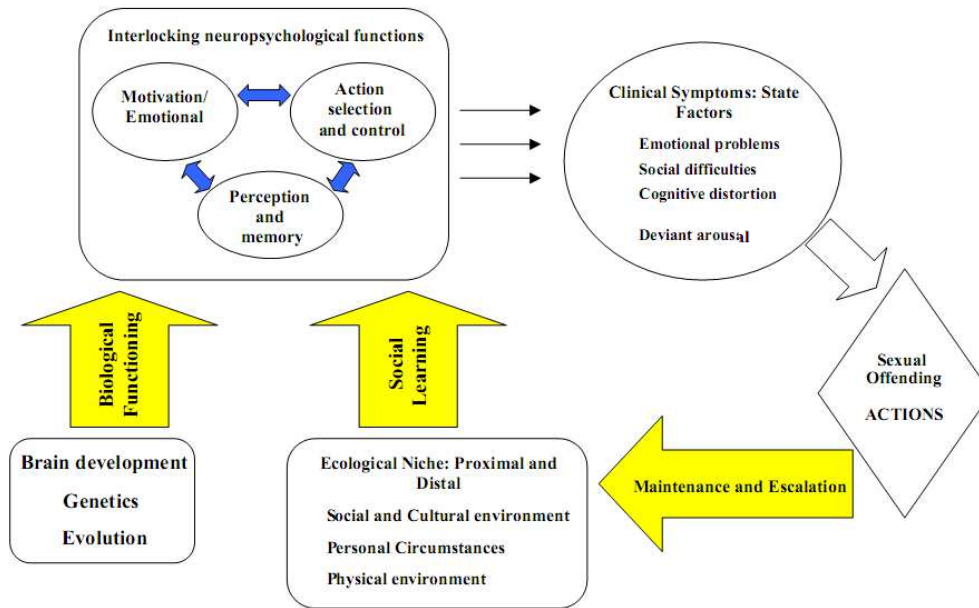 Interlocking neuropsychological functions
Motivation/
Emotional
Action
selection
and control
Perception
and
memory
Clinical Symptoms: State
Factors
Emotional problems
Social difficulties
Cognitive distortion
Deviant arousal
Biological
Functioning
Social
Learning
Sexual
Offending
ACTIONS
Brain development
Genetics
Evolution
Ecological Niche: Proximal and
Distal
Social and Cultural environment
Personal Circumstances
Physical environment
Maintenance and Escalation